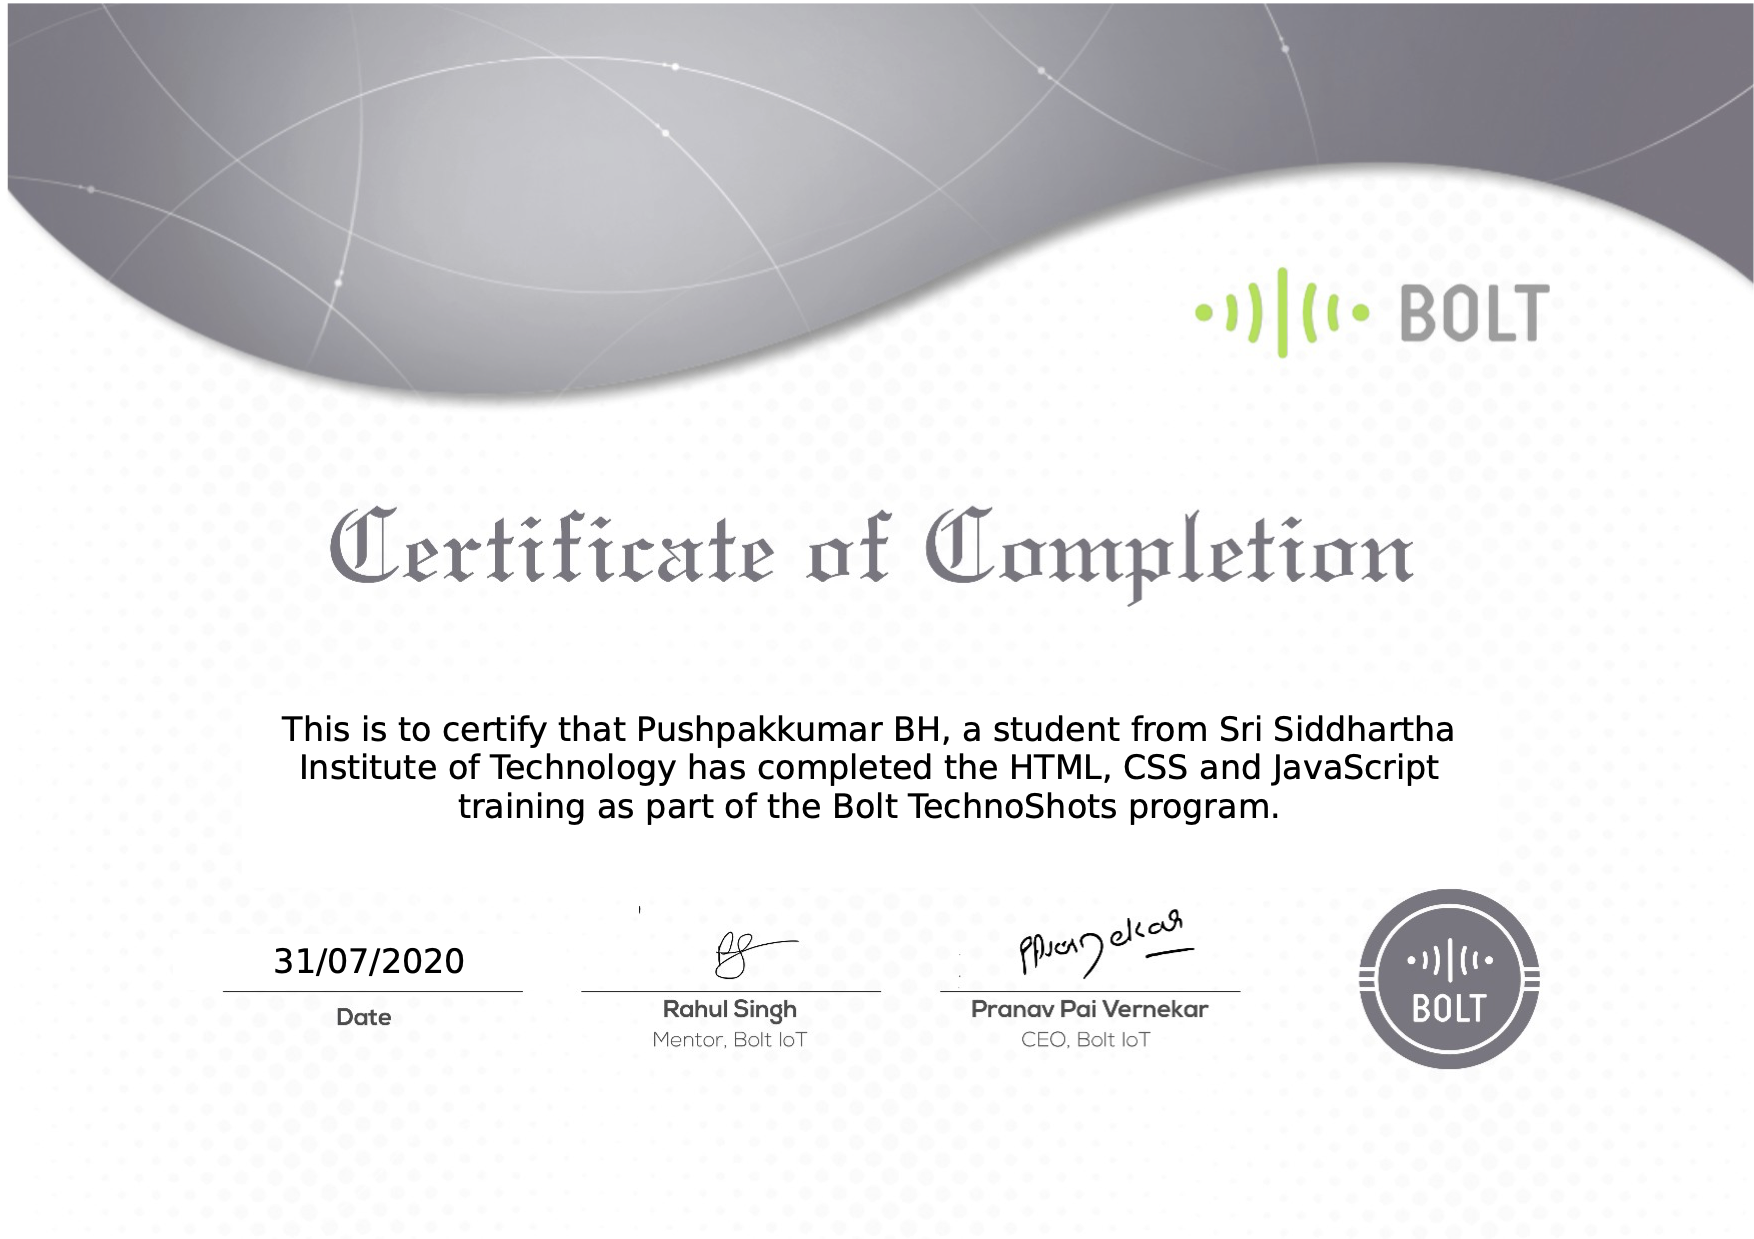 BOLT
Certificate of Completion
This is to certify that Pushpakkumar BH, a student from Sri Siddhartha
Institute of Technology has completed the HTML, CSS and JavaScript
training as part of the Bolt TechnoShots program.
31/07/2020
Date
Rahul Singh
Mentor, Bolt IoT
Pranav Pai Vernekar
CEO, Bolt IoT
BOLT